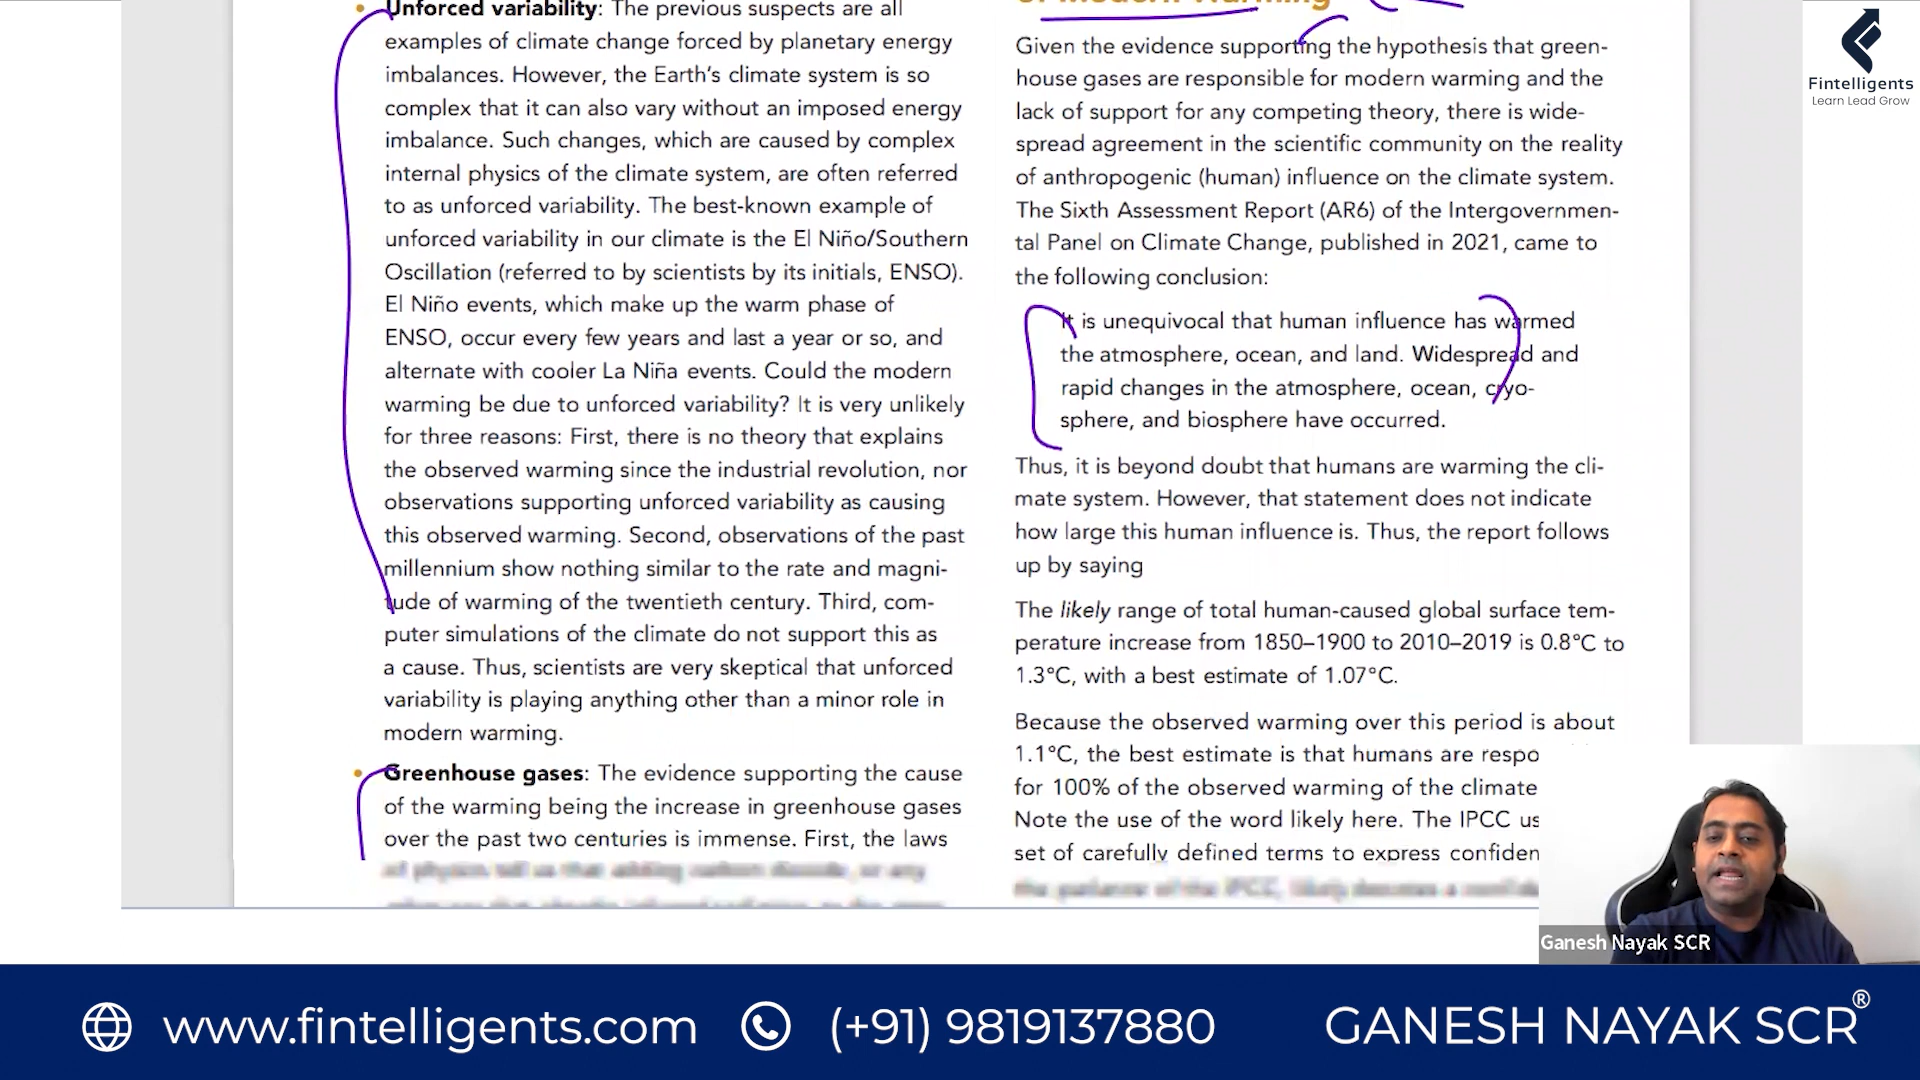 Unforced variability: The previous suspects are all
examples of climate change forced by planetary energy
imbalances. However, the Earth's climate system is so
complex that it can also vary without an imposed energy
imbalance. Such changes, which are caused by complex
internal physics of the climate system, are often referred
to as unforced variability. The best-known example of
unforced variability in our climate is the El Niño/Southern
Oscillation (referred to by scientists by its initials, ENSO).
El Niño events, which make up the warm phase of
ENSO, occur every few years and last a year or so, and
alternate with cooler La Niña events. Could the modern
warming be due to unforced variability? It is very unlikely
for three reasons: First, there is no theory that explains
the observed warming since the industrial revolution, nor
observations supporting unforced variability as causing
this observed warming. Second, observations of the past
millennium show nothing similar to the rate and magni-
tude of warming of the twentieth century. Third, com-
puter simulations of the climate do not support this as
a cause. Thus, scientists are very skeptical that unforced
variability is playing anything other than a minor role in
modern warming.
Greenhouse gases: The evidence supporting the cause
of the warming being the increase in greenhouse gases
over the past two centuries is immense. First, the laws
of physics tell us that adding carbon dioxide, or any
of Modern Warming
Given the evidence supporting the hypothesis that green-
house gases are responsible for modern warming and the
lack of support for any competing theory, there is wide-
spread agreement in the scientific community on the reality
of anthropogenic (human) influence on the climate system.
The Sixth Assessment Report (AR6) of the Intergovernmen-
tal Panel on Climate Change, published in 2021, came to
the following conclusion:
It is unequivocal that human influence has warmed
the atmosphere, ocean, and land. Widespread and
rapid changes in the atmosphere, ocean, cryo-
sphere, and biosphere have occurred.
Thus, it is beyond doubt that humans are warming the cli-
mate system. However, that statement does not indicate
how large this human influence is. Thus, the report follows
up by saying
The likely range of total human-caused global surface tem-
perature increase from 1850–1900 to 2010–2019 is 0.8°C to
1.3°C, with a best estimate of 1.07°C.
Because the observed warming over this period is about
1.1°C, the best estimate is that humans are respo
for 100% of the observed warming of the climate
Note the use of the word likely here. The IPCC us
set of carefully defined terms to express confiden
Fintelligents
Learn Lead Grow
Ganesh Nayak SCR
www.fintelligents.com
(+91) 9819137880
GANESH NAYAK SCR®